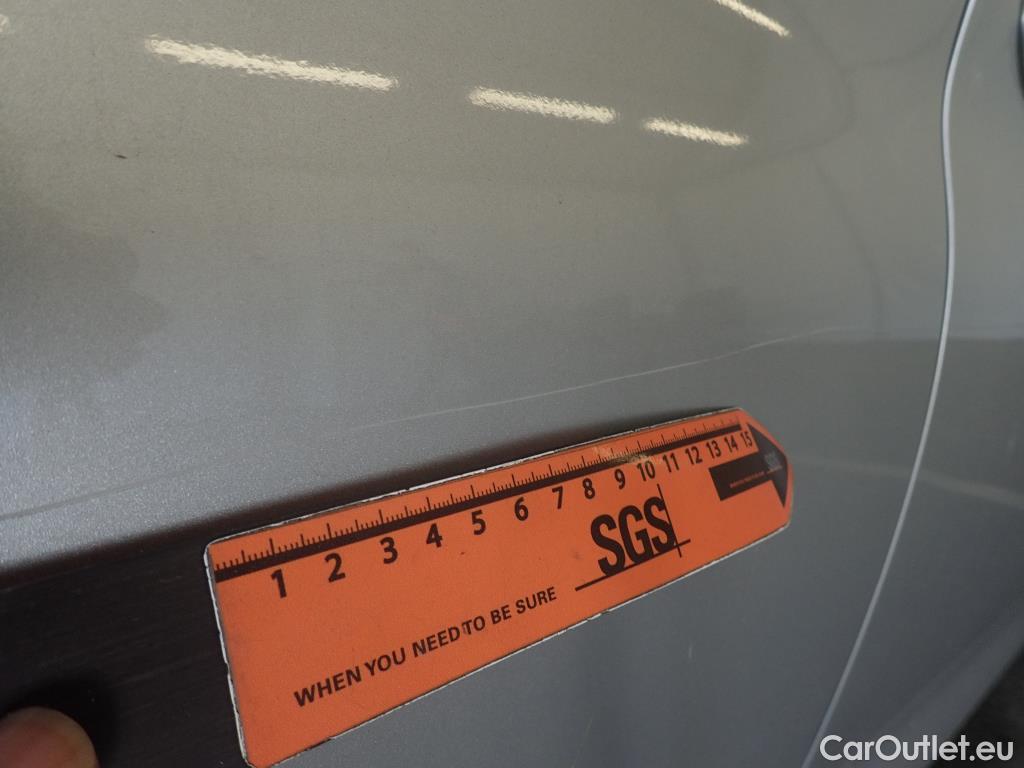 1 2 3 4 5 6 7 8 9 10 11 12 13 14 15
SGS
WHEN YOU NEED TO BE SURE
CarOutlet.eu